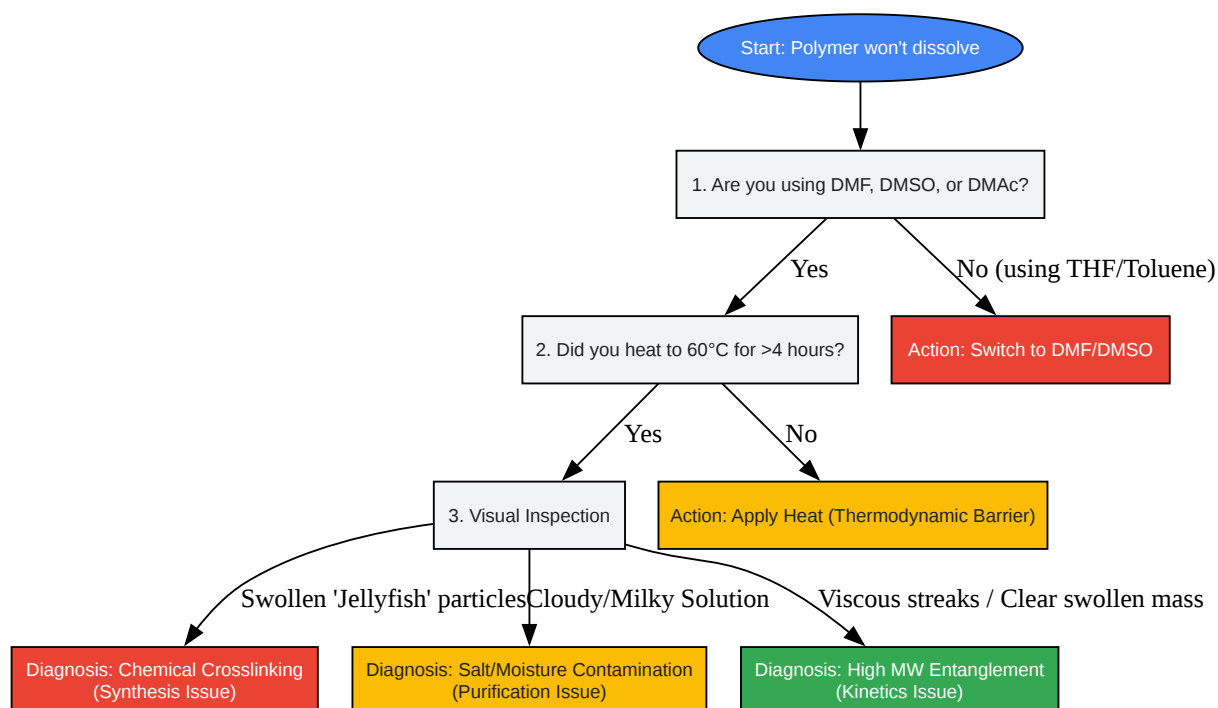 Start: Polymer won't dissolve
1. Are you using DMF, DMSO, or DMAc?
Yes
No (using THF/Toluene)
2. Did you heat to 60°C for >4 hours?
Action: Switch to DMF/DMSO
Yes
No
3. Visual Inspection
Action: Apply Heat (Thermodynamic Barrier)
Swollen 'Jellyfish' particles
Cloudy/Milky Solution
Viscous streaks / Clear swollen mass
Diagnosis: Chemical Crosslinking
(Synthesis Issue)
Diagnosis: Salt/Moisture Contamination
(Purification Issue)
Diagnosis: High MW Entanglement
(Kinetics Issue)